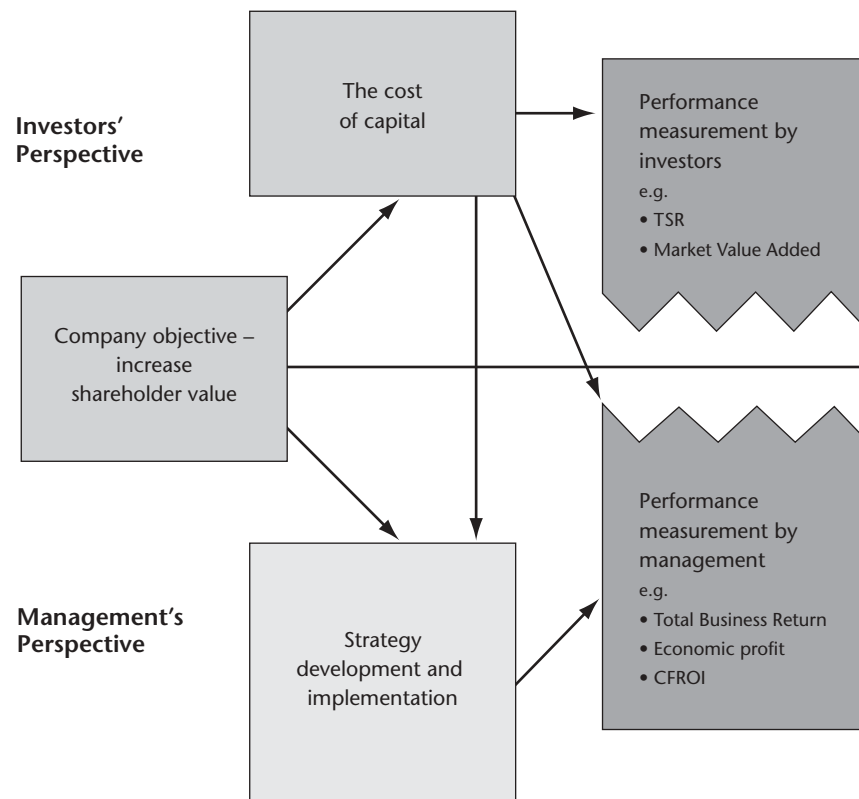 The cost
of capital
Investors'
Perspective
Performance
measurement by
investors
e.g.
• TSR
• Market Value Added
Company objective –
increase
shareholder value
Management's
Perspective
Strategy
development and
implementation
Performance
measurement by
management
e.g.
• Total Business Return
• Economic profit
• CFROI